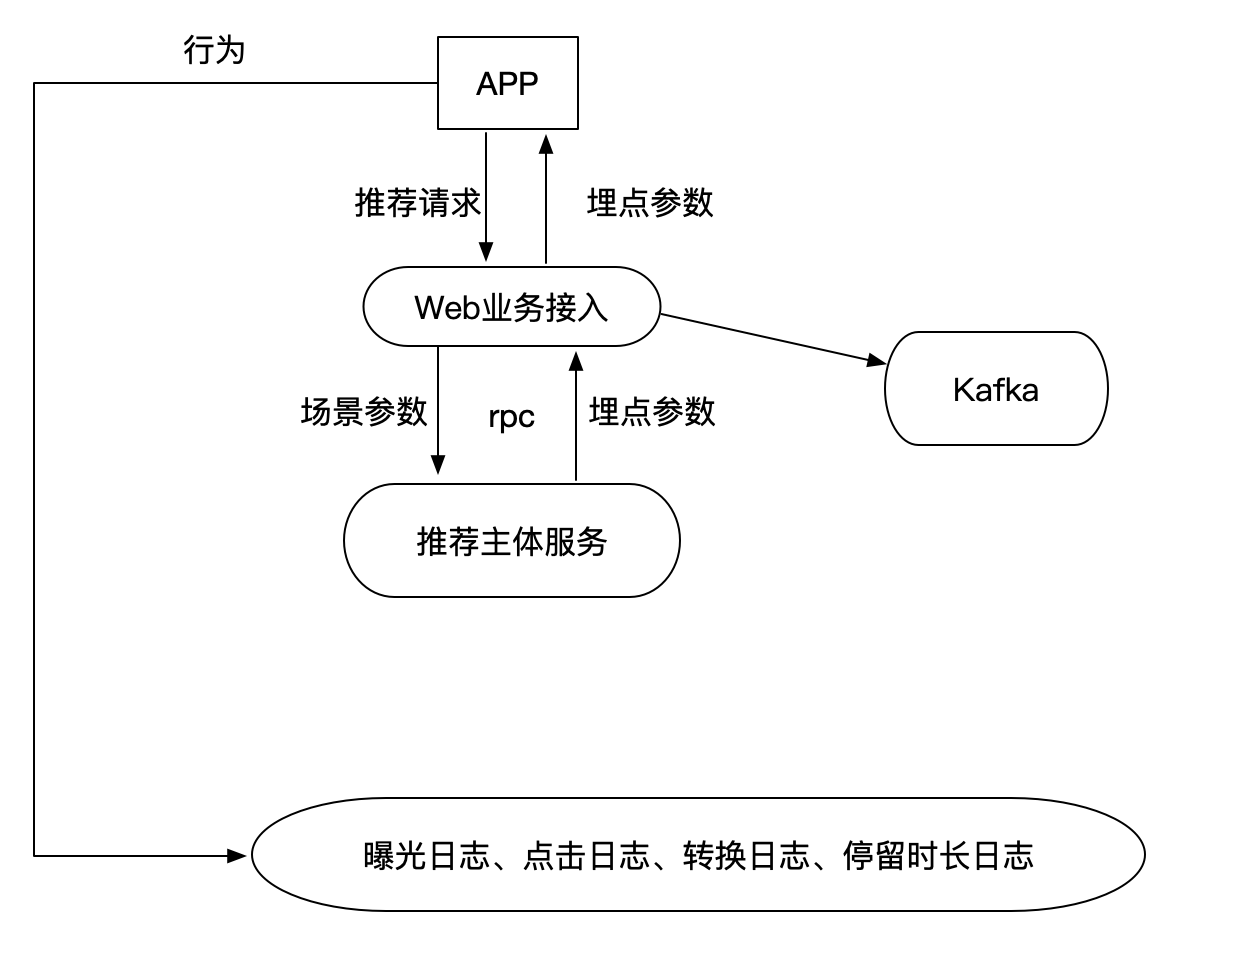 行为
APP
推荐请求
埋点参数
Web业务接入
Kafka
场景参数
rpc
埋点参数
推荐主体服务
曝光日志、点击日志、转换日志、停留时长日志